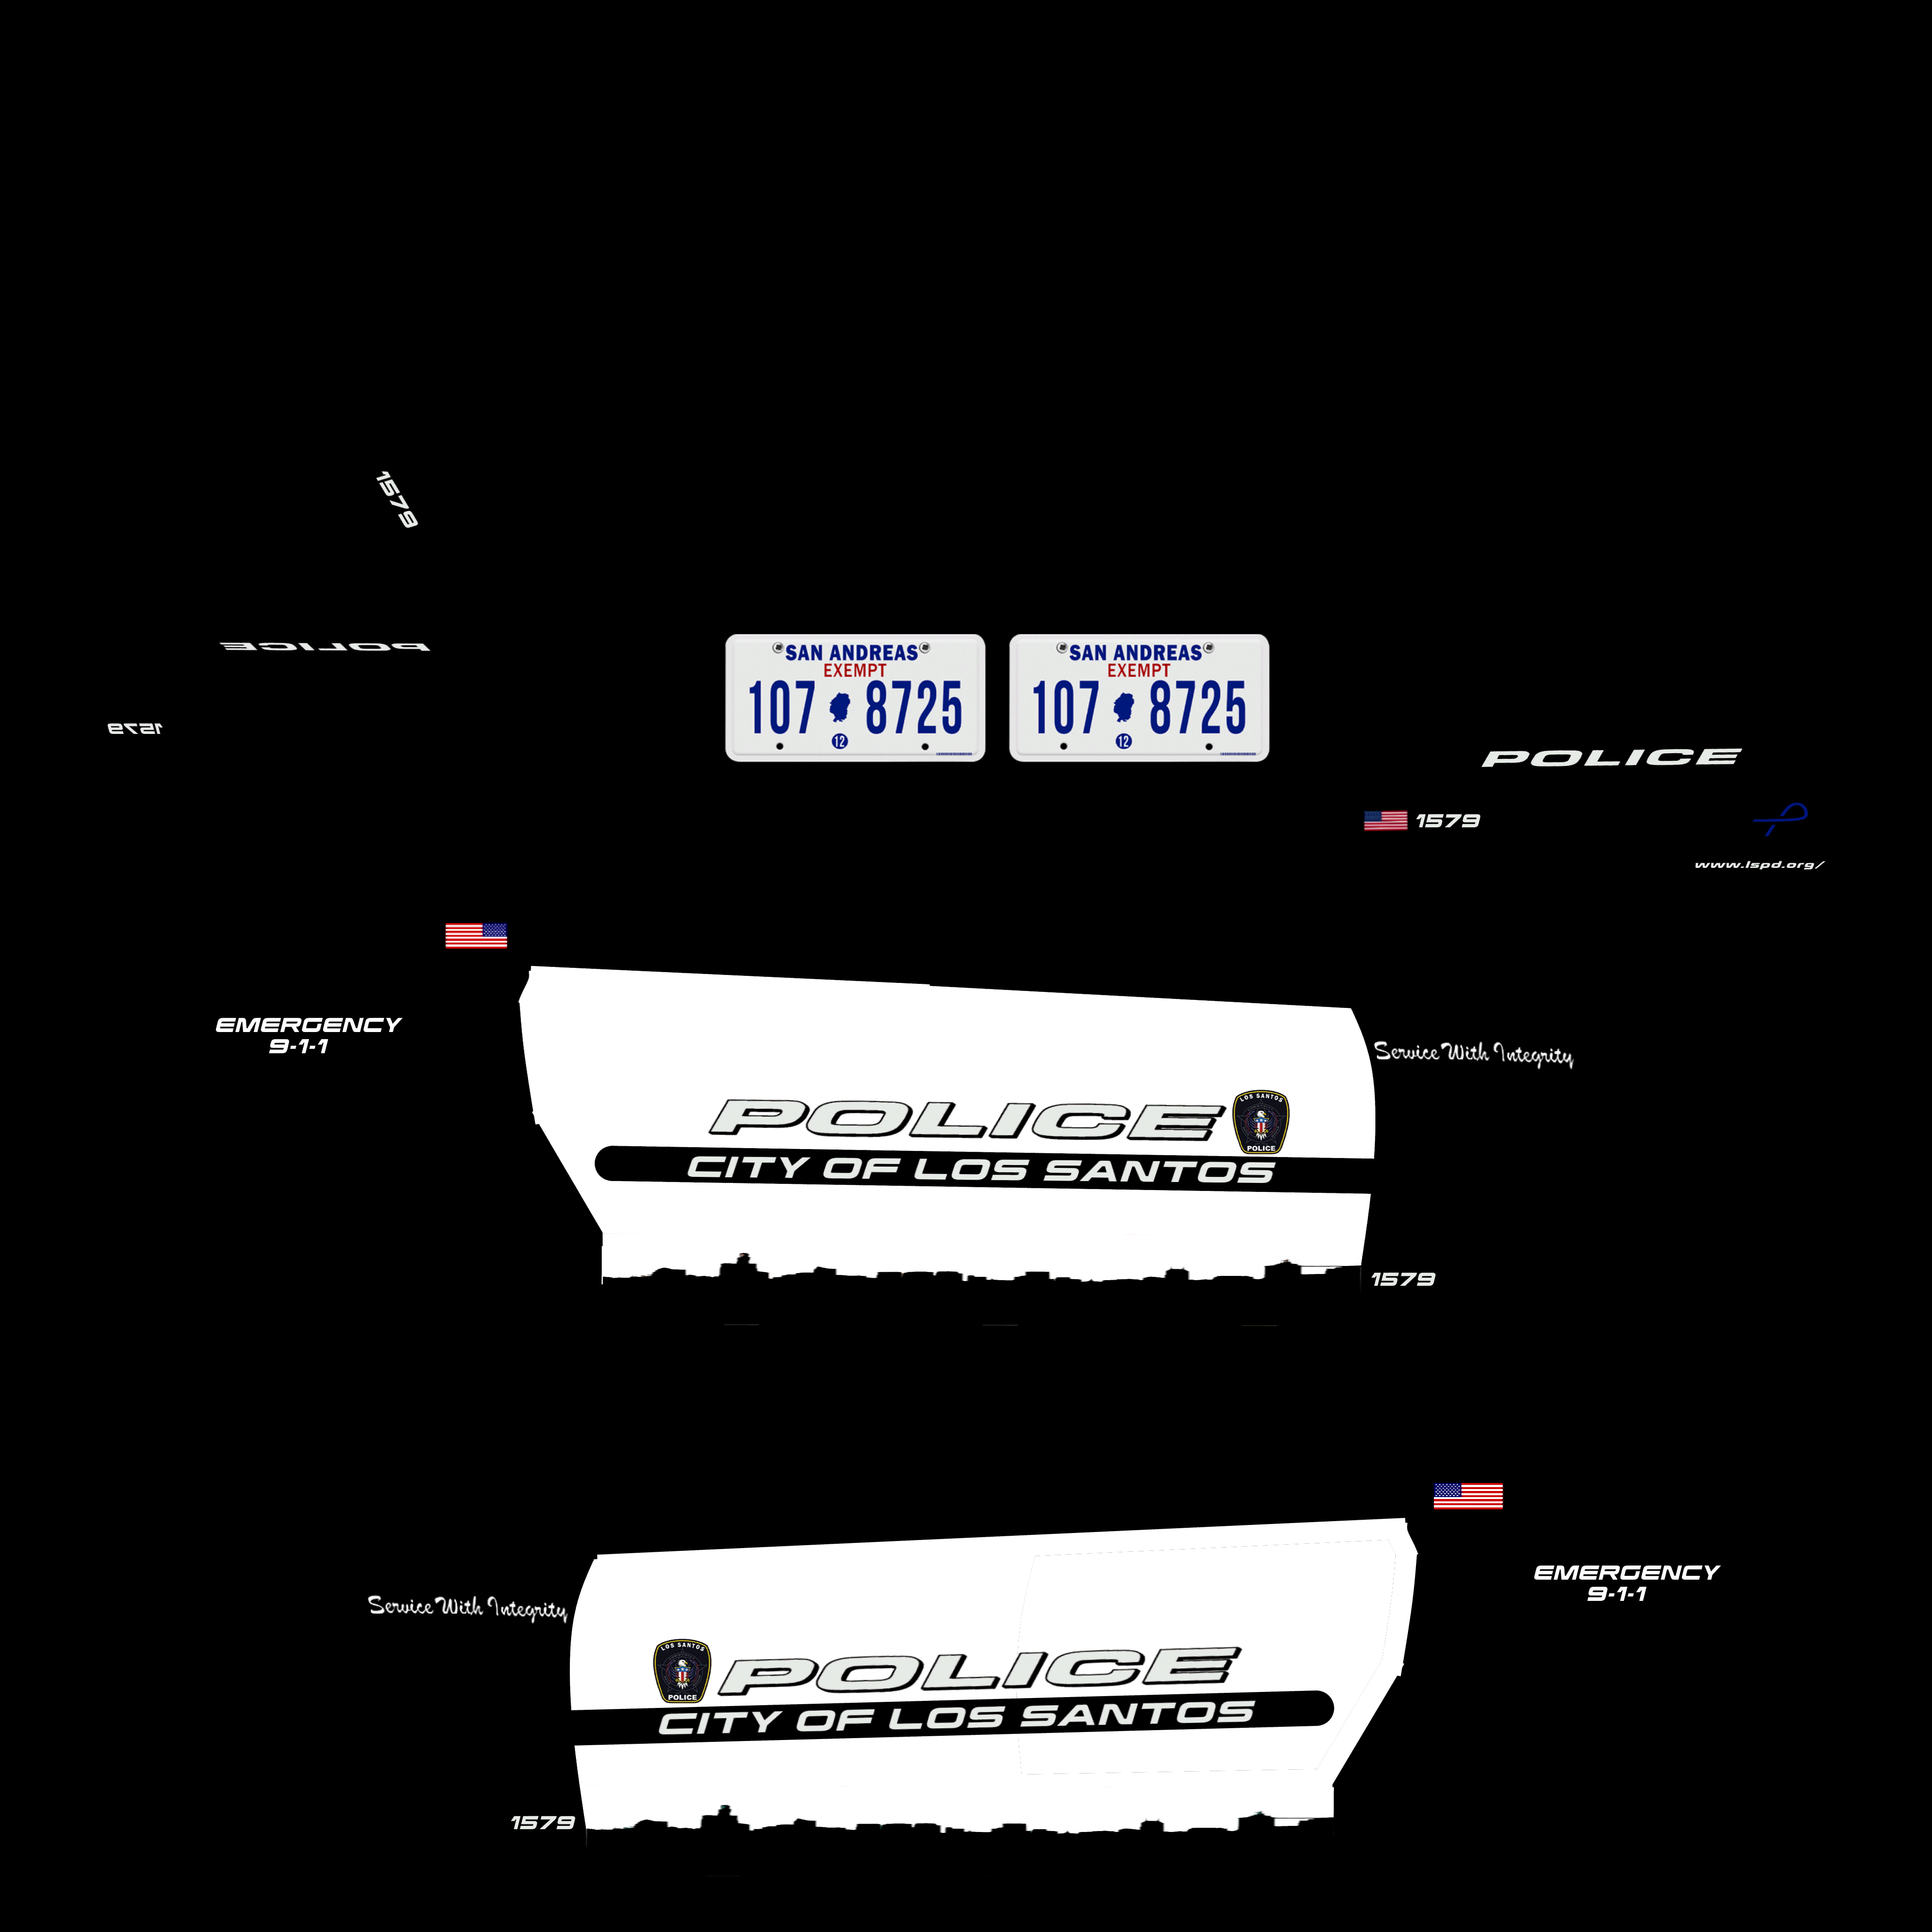 1579
POLICE
1579
SAN ANDREAS
EXEMPT
107 8725
12
SAN ANDREAS
EXEMPT
107 8725
12
POLICE
1579
www.lspd.org/
EMERGENCY
9-1-1
Service With Integrity
POLICE
LOS SANTOS
POLICE
CITY OF LOS SANTOS
1579
EMERGENCY
9-1-1
Service With Integrity
LOS SANTOS
POLICE
POLICE
CITY OF LOS SANTOS
1579